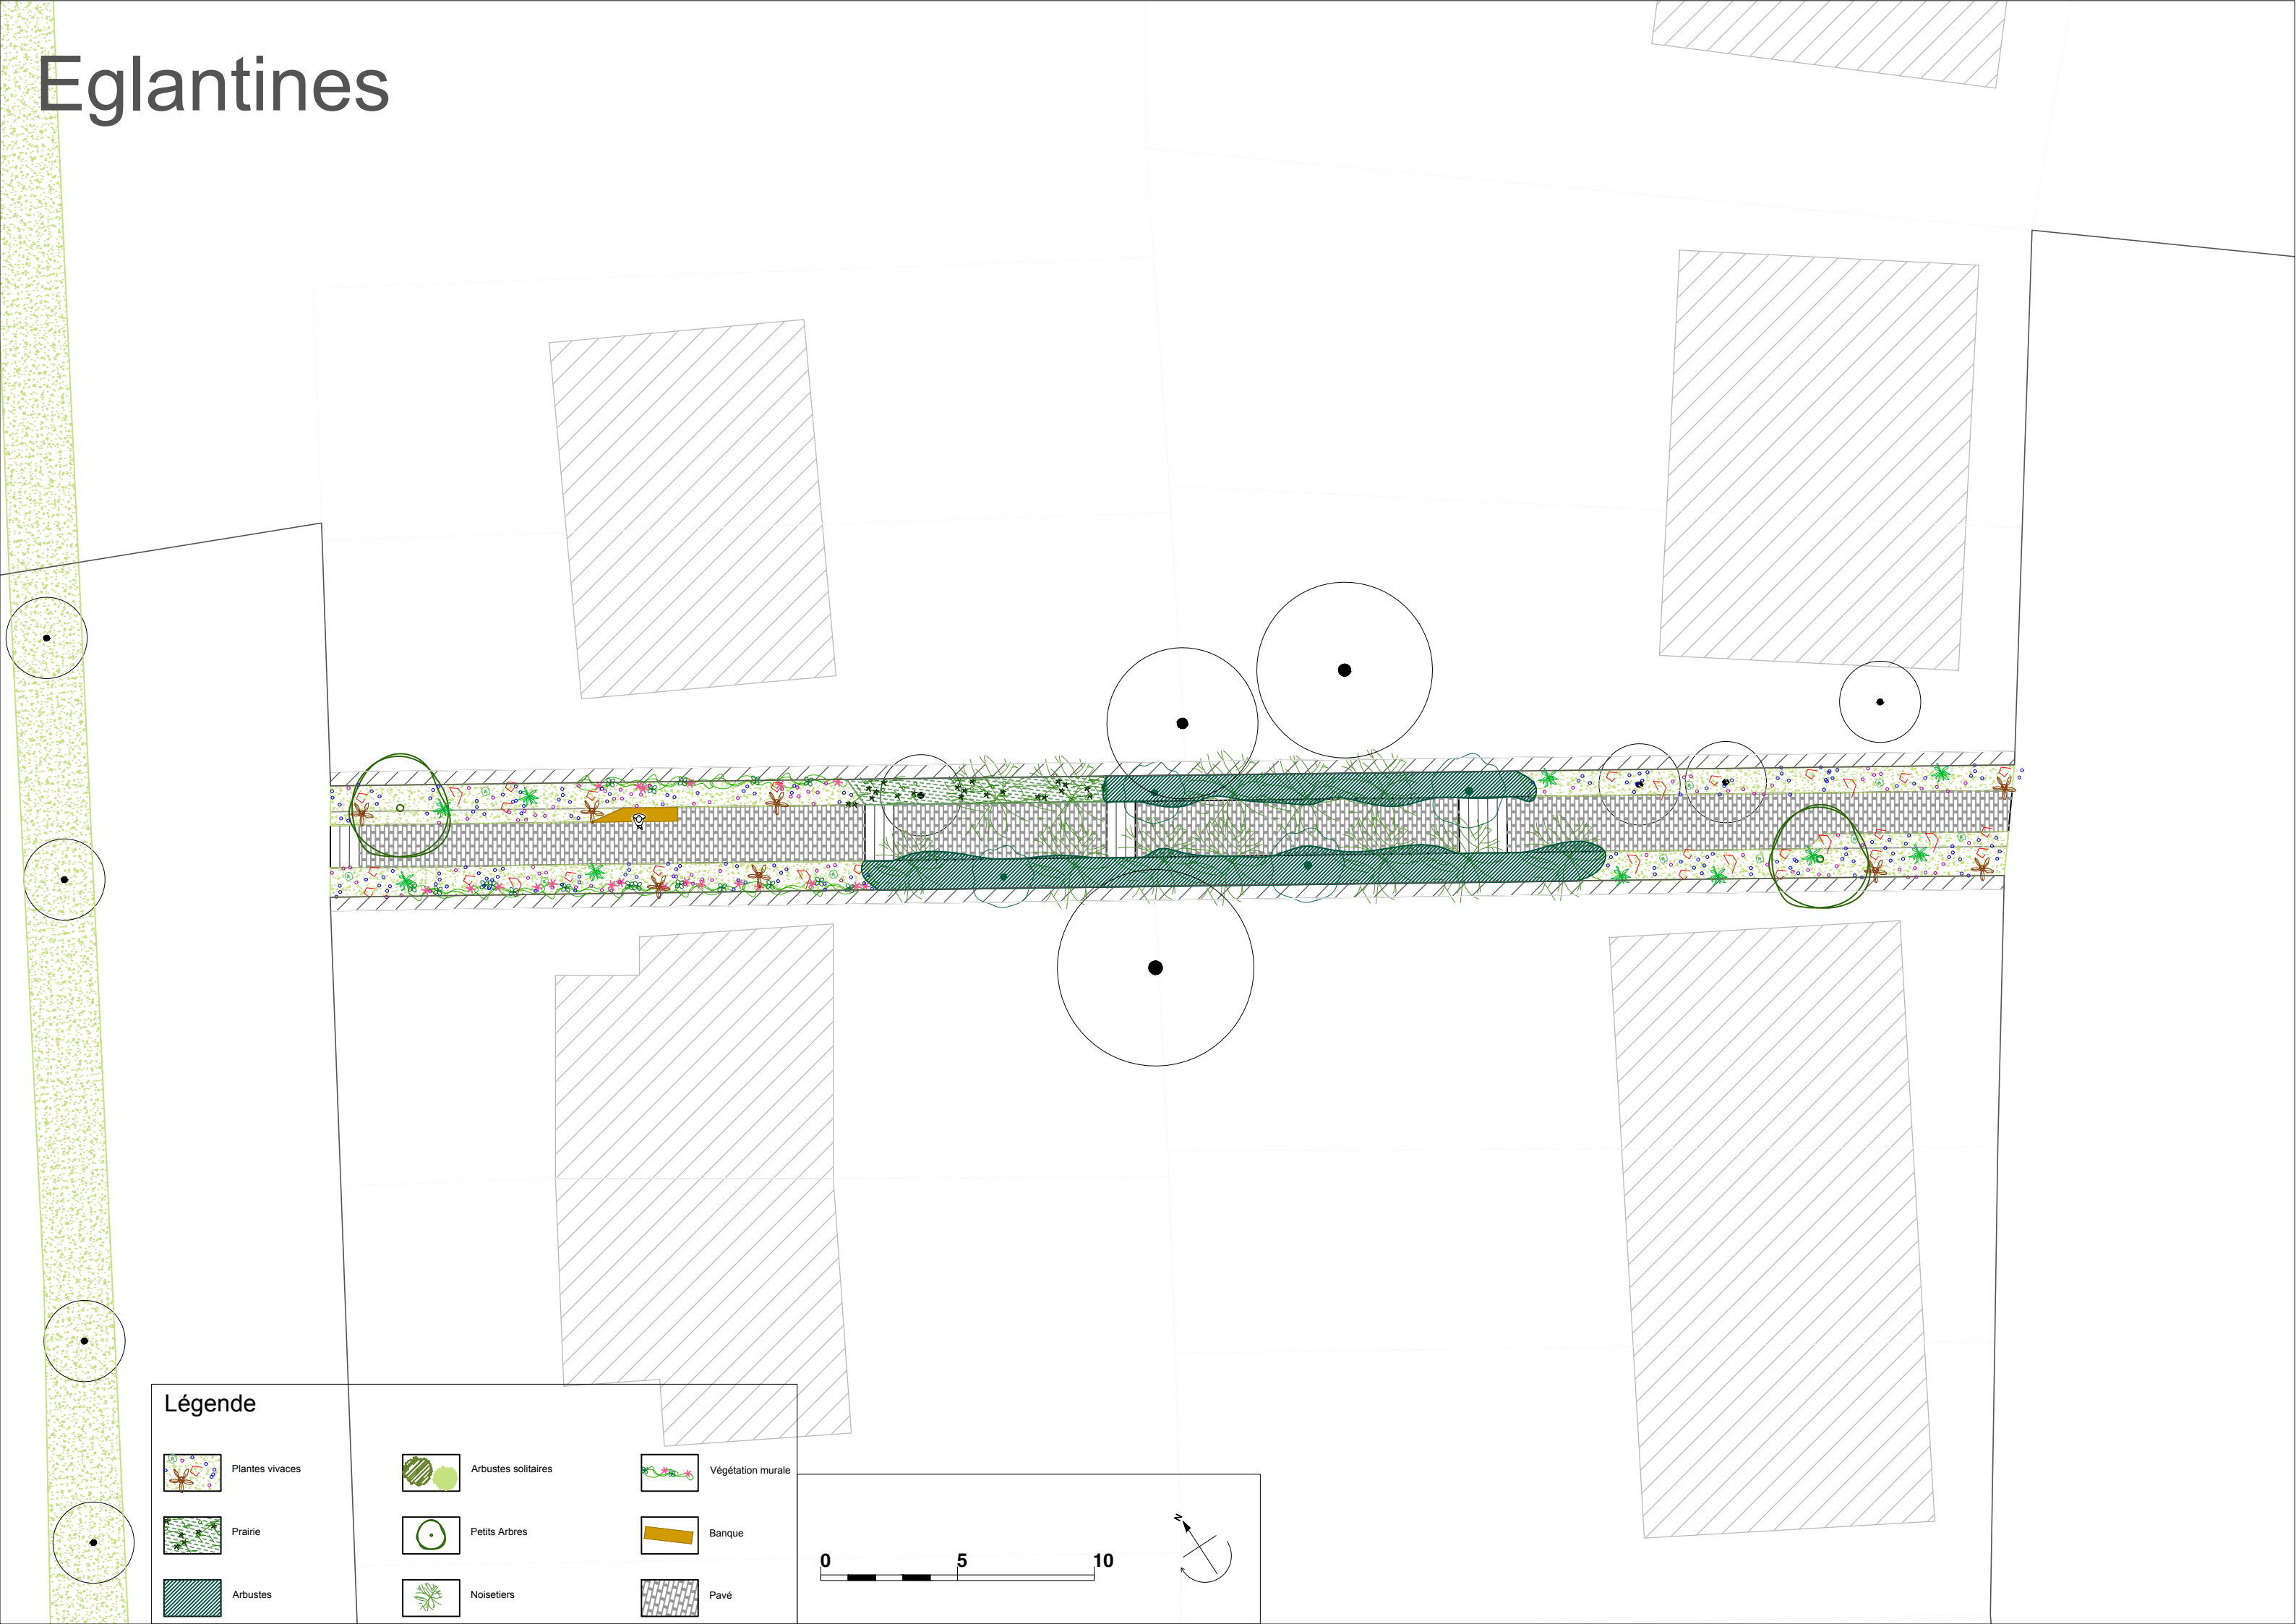 Eglantines
Légende
Plantes vivaces
Arbustes solitaires
Végétation murale
Prairie
Petits Arbres
Banque
Arbustes
Noisetiers
Pavé
0 5 10
N